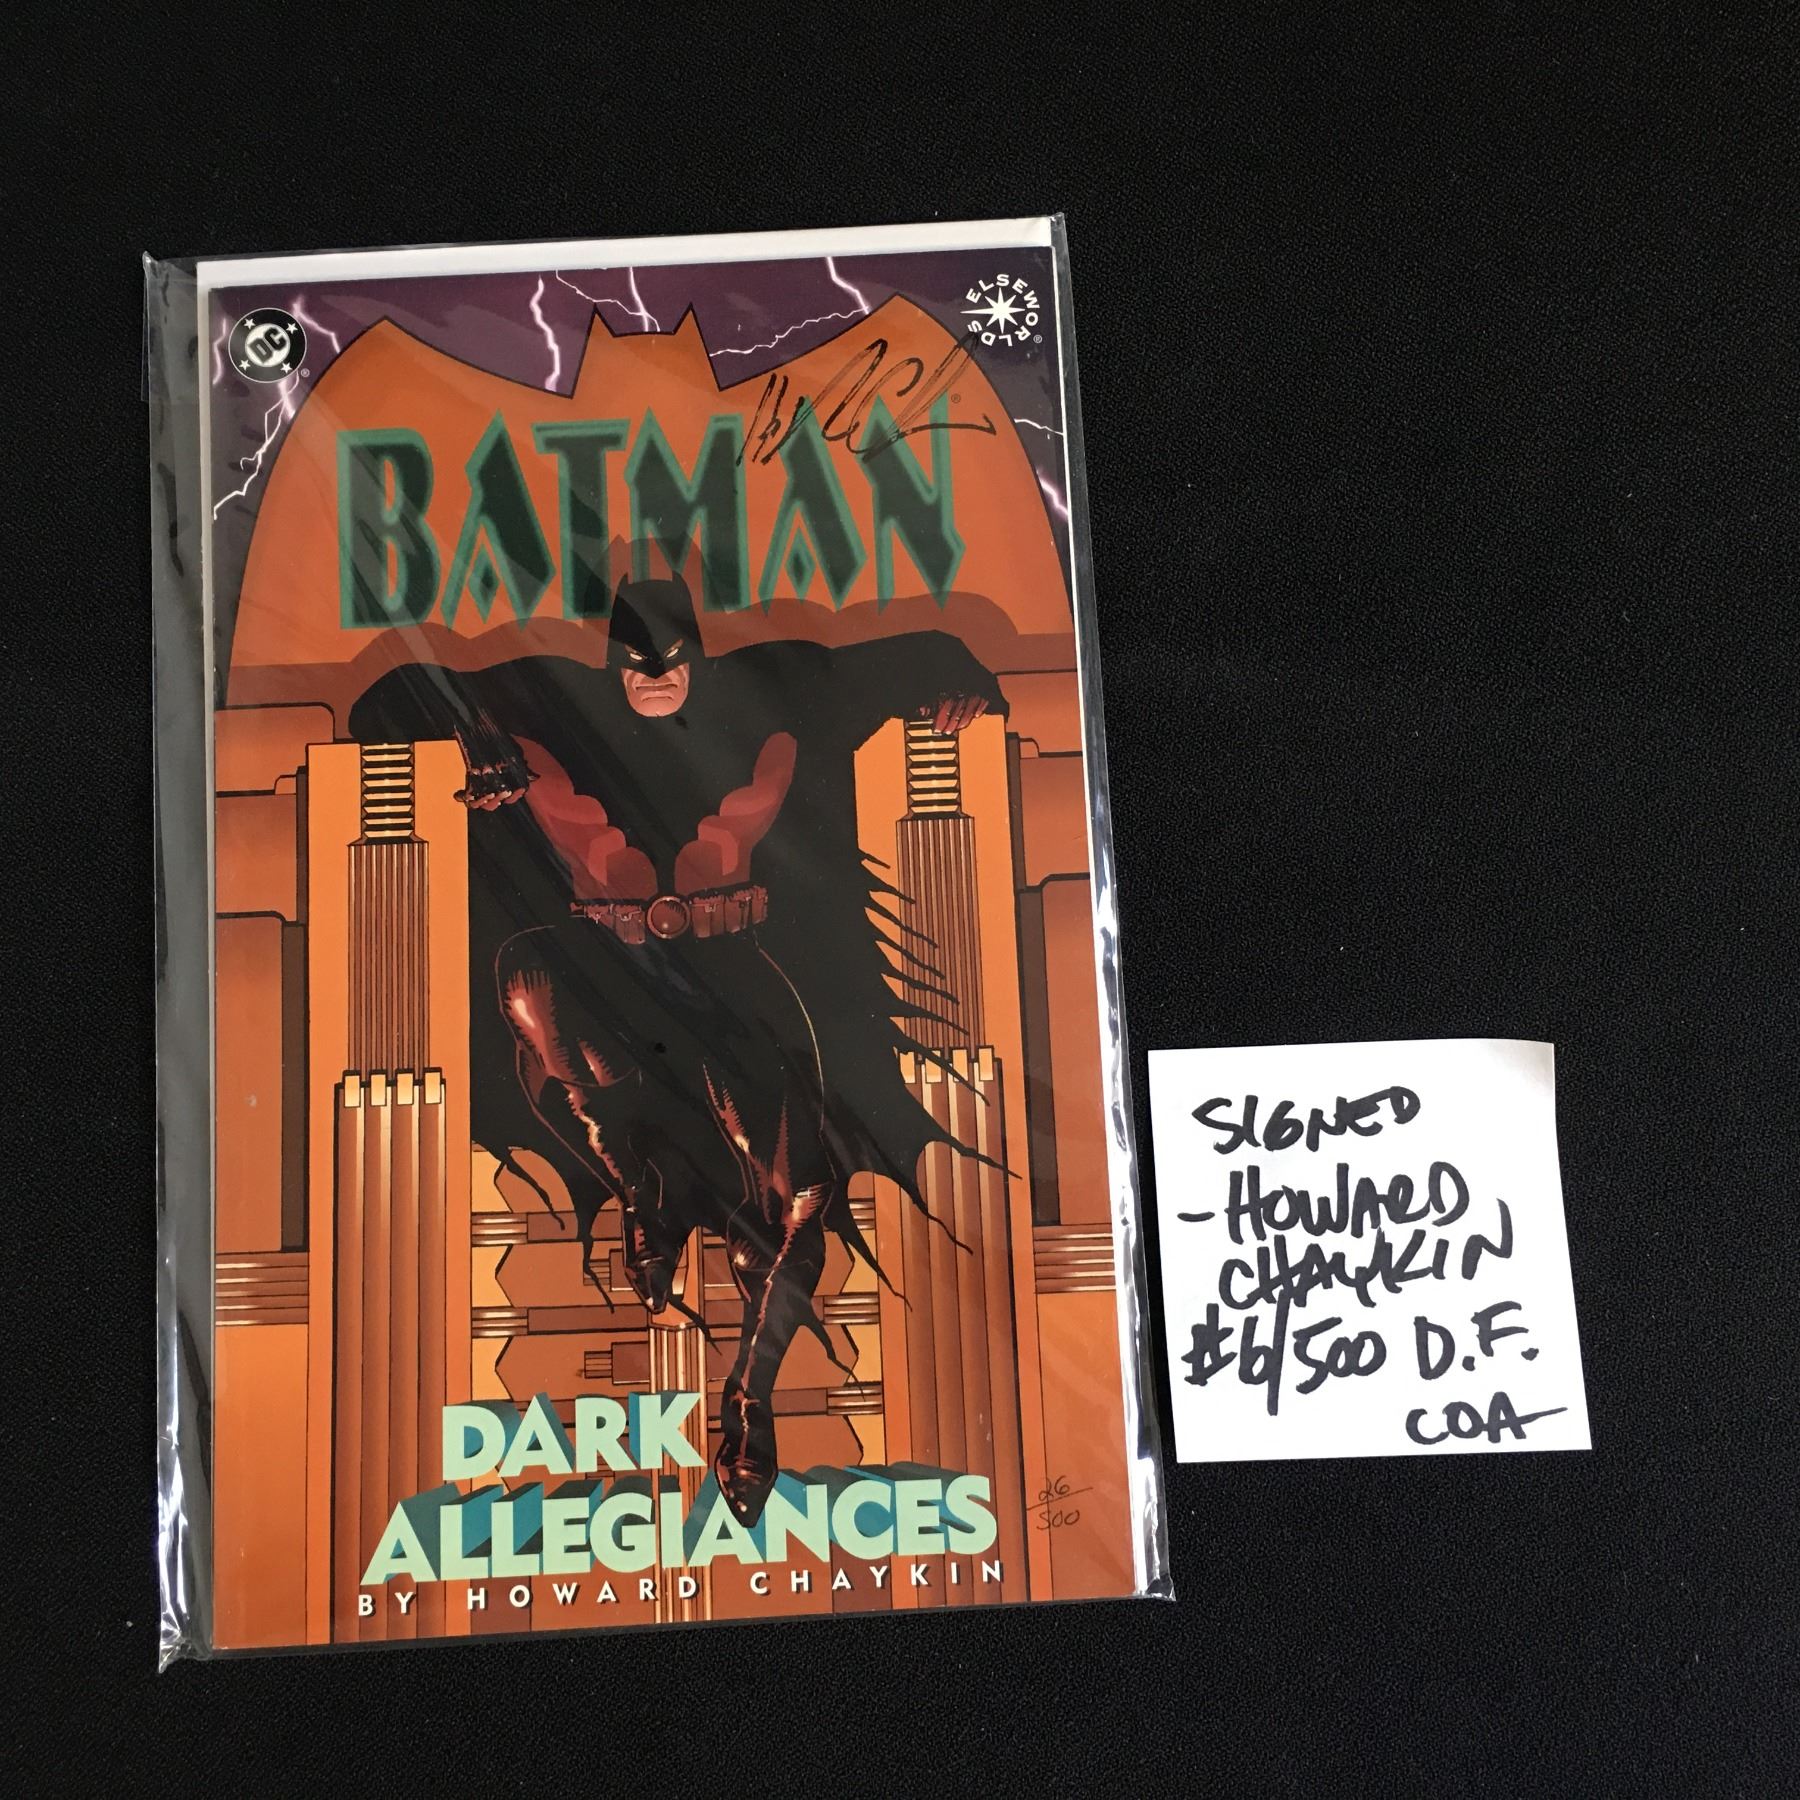 DC
ELSEWORLDS
BATMAN
DARK
ALLEGIANCES
BY HOWARD CHAYKIN
26
500
SIGNED
- HOWARD
CHAYKIN
#6/500 D.F.
COA